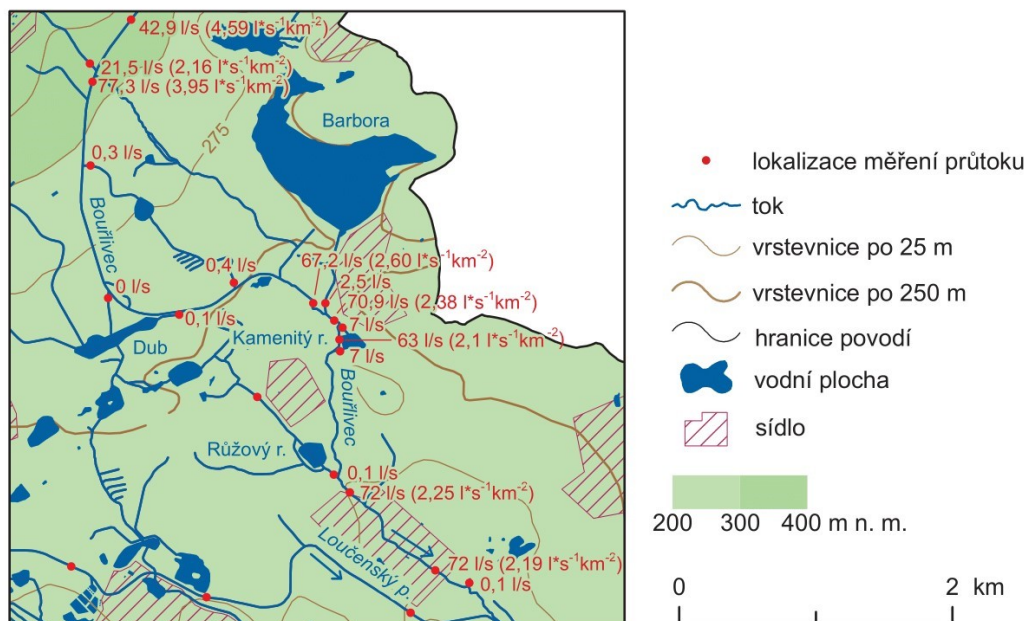 42,9 l/s (4,59 l*s⁻¹km⁻²)
21,5 l/s (2,16 l*s⁻¹km⁻²)
77,3 l/s (3,95 l*s⁻¹km⁻²)
Barbora
275
0,3 l/s
Bouřlivec
67,2 l/s (2,60 l*s⁻¹km⁻²)
0,4 l/s
2,5 l/s
0 l/s
70,9 l/s (2,38 l*s⁻¹km⁻²)
0,1 l/s
7 l/s
Kamenitý r.
63 l/s (2,1 l*s⁻¹km⁻²)
Dub
7 l/s
Bouřlivec
Růžový r.
0,1 l/s
72 l/s (2,25 l*s⁻¹km⁻²)
Loučenský p.
72 l/s (2,19 l*s⁻¹km⁻²)
0,1 l/s
lokalizace měření průtoku
tok
vrstevnice po 25 m
vrstevnice po 250 m
hranice povodí
vodní plocha
sídlo
200 300 400 m n. m.
0 2 km